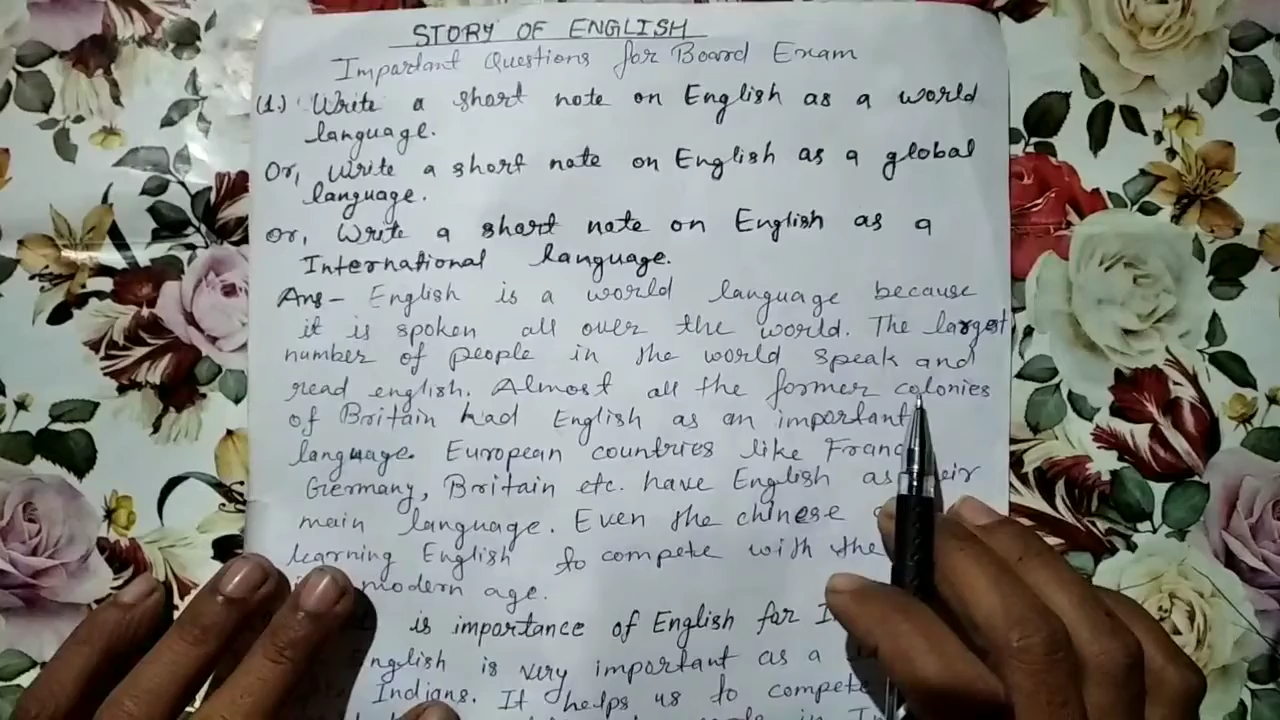 STORY OF ENGLISH
Important Questions for Board Exam
(1.) Write a short note on English as a world
language.
Or, Write a short note on English as a global
language.
Or, Write a short note on English as a
International language.
Ans - English is a world language because
it is spoken all over the world. The largest
number of people in the world speak and
read english. Almost all the former colonies
of Britain had English as an important
language. European countries like
Germany, Britain etc. have English as
main language. Even the chinese
learning English to compete with the
modern age.
is importance of English for
English is very important as a
Indians. It helps us to compete